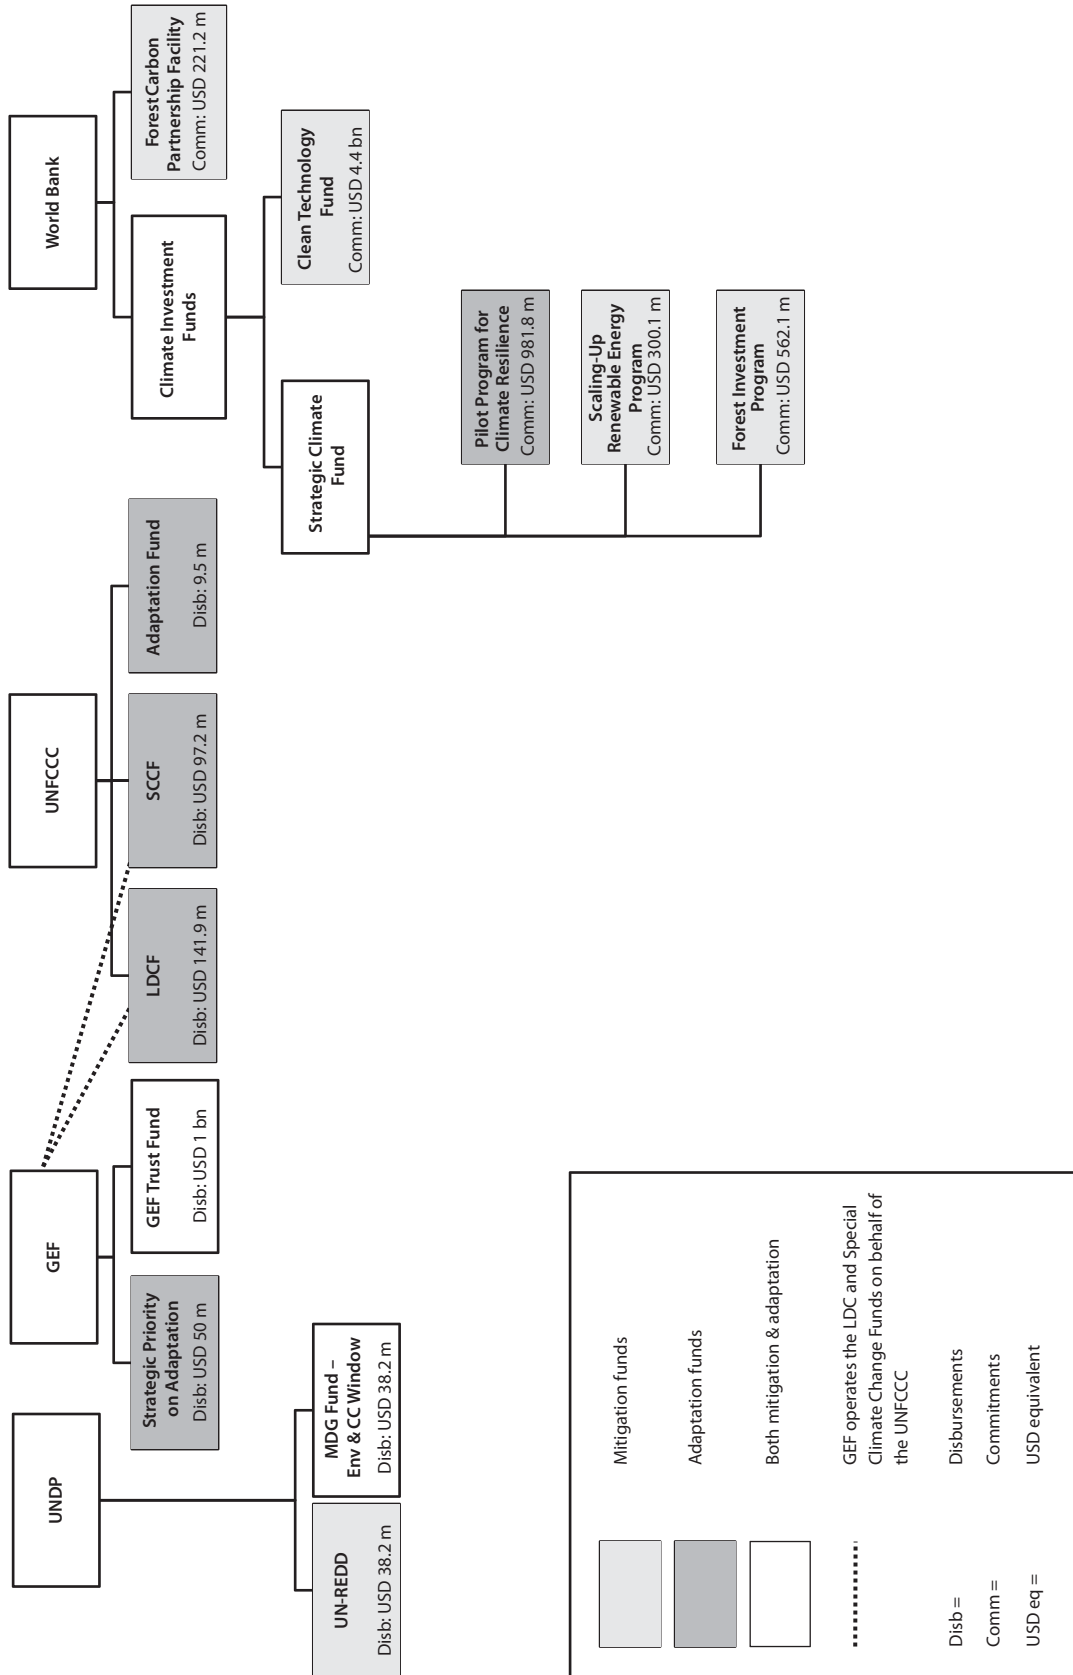 UNDP
UN-REDD
Disb: USD 38.2 m
MDG Fund –
Env & CC Window
Disb: USD 38.2 m
GEF
Strategic Priority
on Adaptation
Disb: USD 50 m
GEF Trust Fund
Disb: USD 1 bn
UNFCCC
LDCF
Disb: USD 141.9 m
SCCF
Disb: USD 97.2 m
Adaptation Fund
Disb: 9.5 m
World Bank
Climate Investment
Funds
Forest Carbon
Partnership Facility
Comm: USD 221.2 m
Strategic Climate
Fund
Clean Technology
Fund
Comm: USD 4.4 bn
Pilot Program for
Climate Resilience
Comm: USD 981.8 m
Scaling-Up
Renewable Energy
Program
Comm: USD 300.1 m
Forest Investment
Program
Comm: USD 562.1 m
Mitigation funds
Adaptation funds
Both mitigation & adaptation
GEF operates the LDC and Special
Climate Change Funds on behalf of
the UNFCCC
Disb = Disbursements
Comm = Commitments
USD eq = USD equivalent